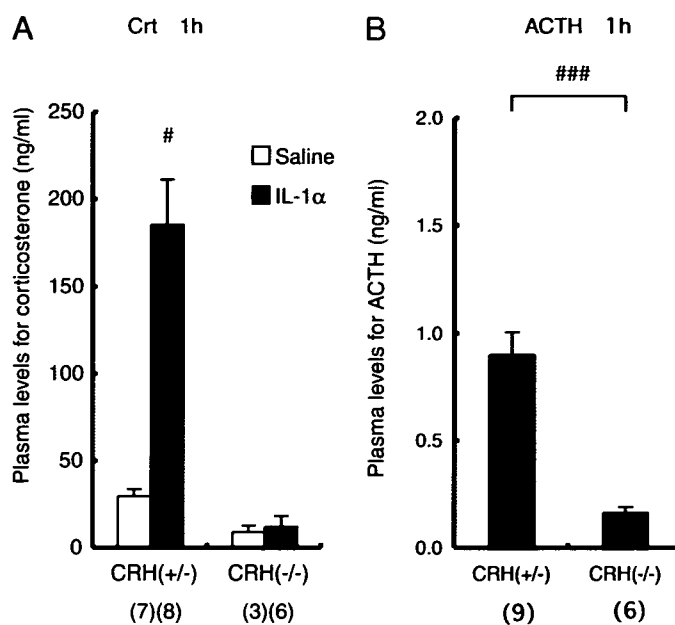 A Crt 1h
Plasma levels for corticosterone (ng/ml)
250
200
150
100
50
0
#
Saline
IL-1α
CRH(+/-) CRH(-/-)
(7)(8) (3)(6)
B ACTH 1h
###
Plasma levels for ACTH (ng/ml)
2.0
1.5
1.0
0.5
0.0
CRH(+/-) CRH(-/-)
(9) (6)